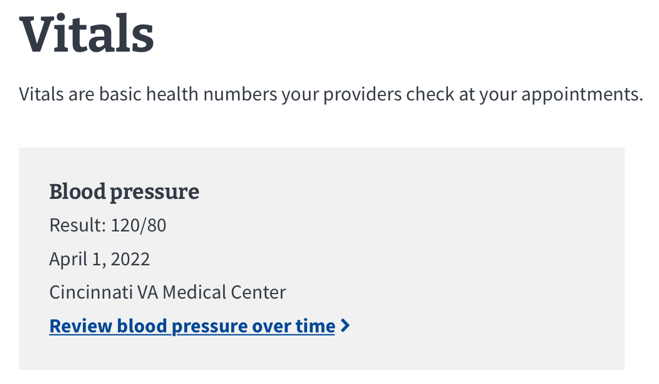 Vitals
Vitals are basic health numbers your providers check at your appointments.
Blood pressure
Result: 120/80
April 1, 2022
Cincinnati VA Medical Center
Review blood pressure over time